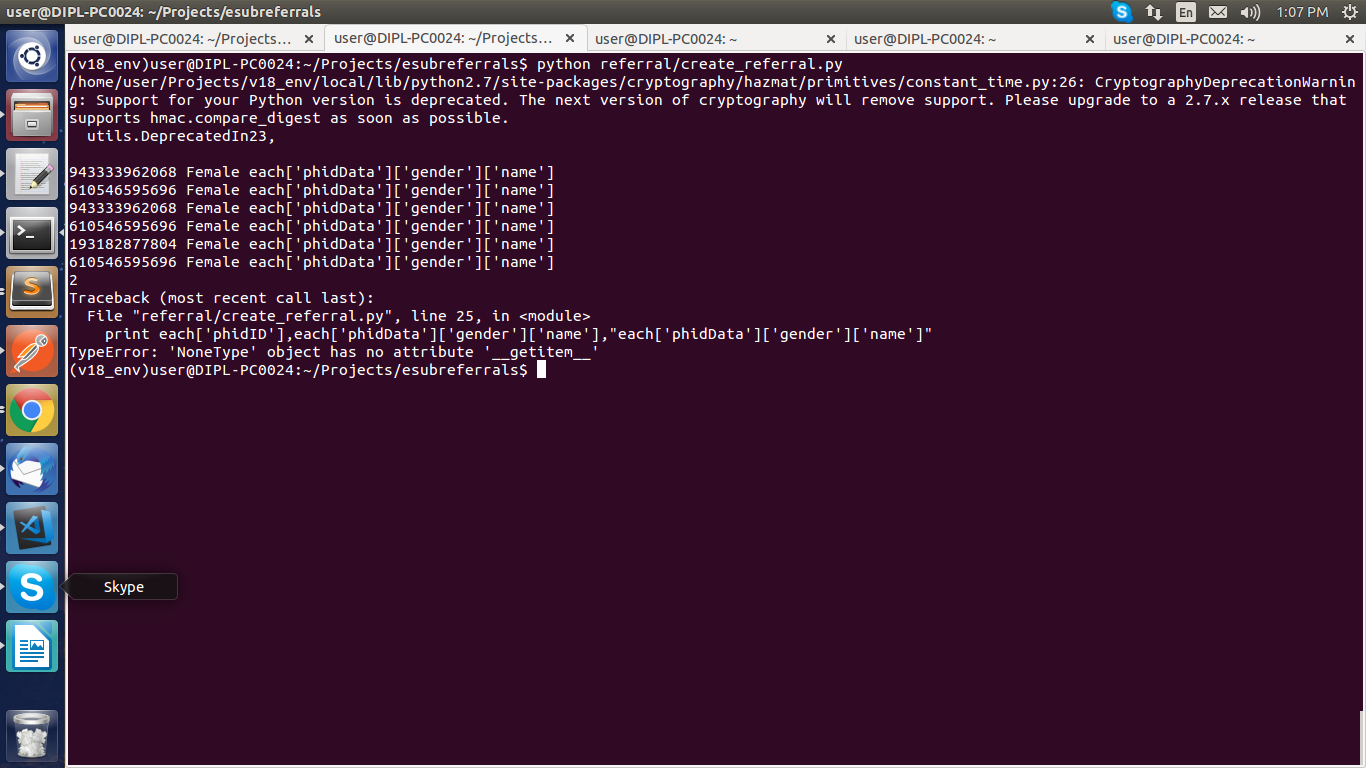 user@DIPL-PC0024: ~/Projects/esubreferrals
En
1:07 PM
user@DIPL-PC0024: ~/Projects...
user@DIPL-PC0024: ~/Projects...
user@DIPL-PC0024: ~
user@DIPL-PC0024: ~
user@DIPL-PC0024: ~
(v18_env)user@DIPL-PC0024:~/Projects/esubreferrals$ python referral/create_referral.py
/home/user/Projects/v18_env/local/lib/python2.7/site-packages/cryptography/hazmat/primitives/constant_time.py:26: CryptographyDeprecationWarnin
g: Support for your Python version is deprecated. The next version of cryptography will remove support. Please upgrade to a 2.7.x release that
supports hmac.compare_digest as soon as possible.
  utils.DeprecatedIn23,
943333962068 Female each['phidData']['gender']['name']
610546595696 Female each['phidData']['gender']['name']
943333962068 Female each['phidData']['gender']['name']
610546595696 Female each['phidData']['gender']['name']
193182877804 Female each['phidData']['gender']['name']
610546595696 Female each['phidData']['gender']['name']
2
Traceback (most recent call last):
  File "referral/create_referral.py", line 25, in <module>
    print each['phidID'],each['phidData']['gender']['name'],"each['phidData']['gender']['name']"
TypeError: 'NoneType' object has no attribute '__getitem__'
(v18_env)user@DIPL-PC0024:~/Projects/esubreferrals$
Skype